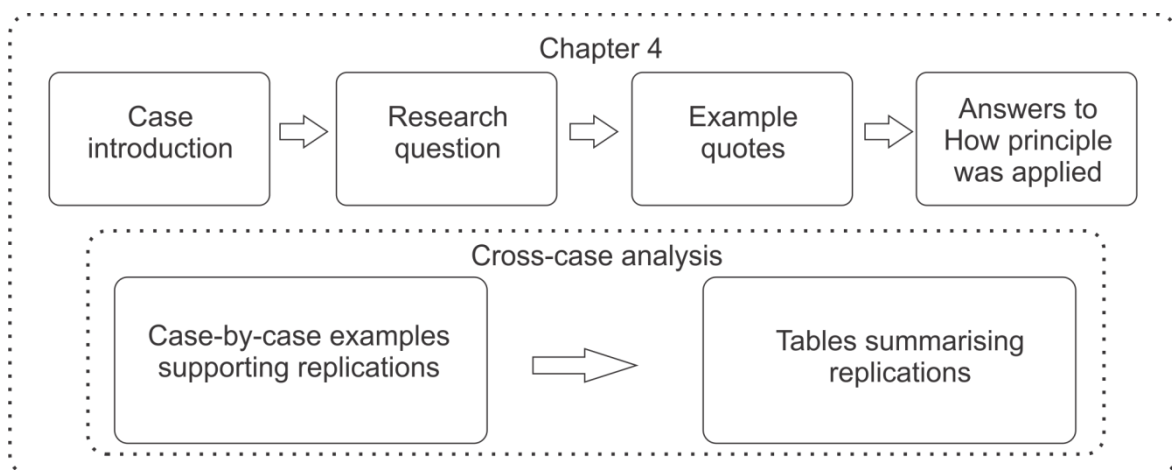 Chapter 4
Case
introduction
Research
question
Example
quotes
Answers to
How principle
was applied
Cross-case analysis
Case-by-case examples
supporting replications
Tables summarising
replications